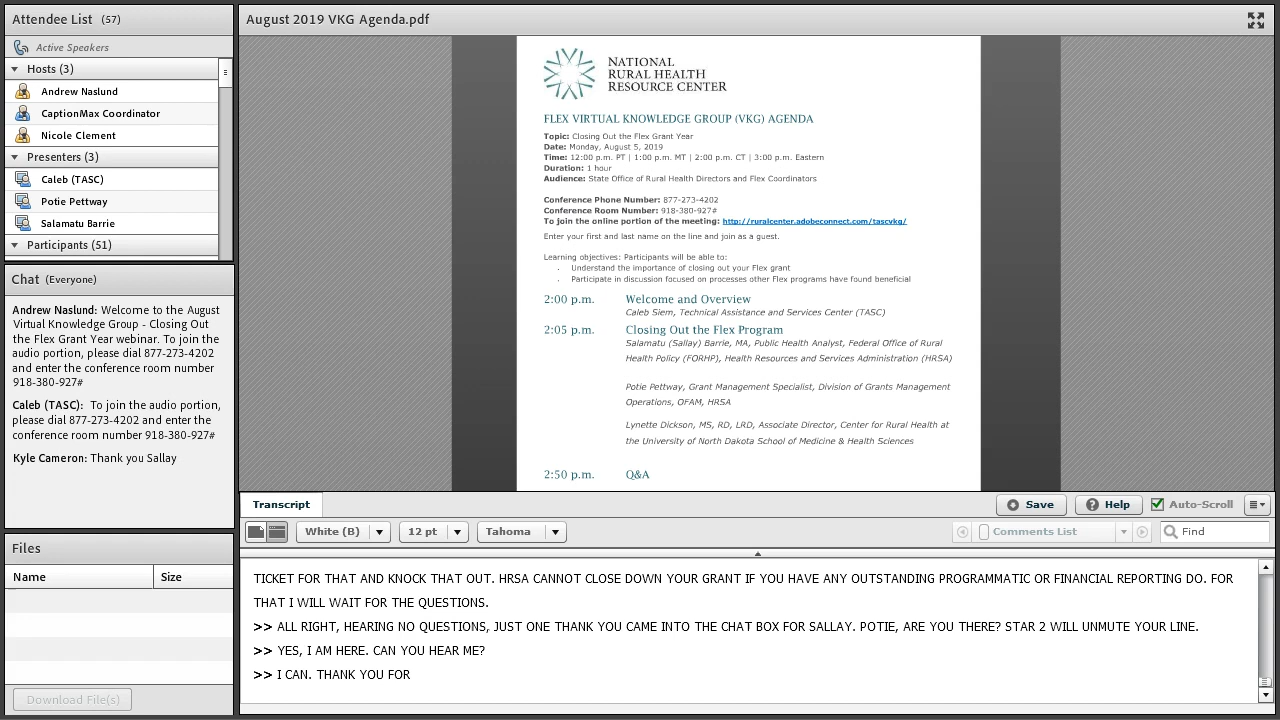 Attendee List (57)
Active Speakers
Hosts (3)
Andrew Naslund
CaptionMax Coordinator
Nicole Clement
Presenters (3)
Caleb (TASC)
Potie Pettway
Salamatu Barrie
Participants (51)
Chat (Everyone)
Andrew Naslund: Welcome to the August
Virtual Knowledge Group - Closing Out
the Flex Grant Year webinar. To join the
audio portion, please dial 877-273-4202
and enter the conference room number
918-380-927#
Caleb (TASC): To join the audio portion,
please dial 877-273-4202 and enter the
conference room number 918-380-927#
Kyle Cameron: Thank you Sallay
Files
Name Size
Download File(s)
August 2019 VKG Agenda.pdf
NATIONAL
RURAL HEALTH
RESOURCE CENTER
FLEX VIRTUAL KNOWLEDGE GROUP (VKG) AGENDA
Topic: Closing Out the Flex Grant Year
Date: Monday, August 5, 2019
Time: 12:00 p.m. PT | 1:00 p.m. MT | 2:00 p.m. CT | 3:00 p.m. Eastern
Duration: 1 hour
Audience: State Office of Rural Health Directors and Flex Coordinators
Conference Phone Number: 877-273-4202
Conference Room Number: 918-380-927#
To join the online portion of the meeting: http://ruralcenter.adobeconnect.com/tascvkg/
Enter your first and last name on the line and join as a guest.
Learning objectives: Participants will be able to:
· Understand the importance of closing out your Flex grant
· Participate in discussion focused on processes other Flex programs have found beneficial
2:00 p.m. Welcome and Overview
Caleb Siem, Technical Assistance and Services Center (TASC)
2:05 p.m. Closing Out the Flex Program
Salamatu (Sallay) Barrie, MA, Public Health Analyst, Federal Office of Rural
Health Policy (FORHP), Health Resources and Services Administration (HRSA)
Potie Pettway, Grant Management Specialist, Division of Grants Management
Operations, OFAM, HRSA
Lynette Dickson, MS, RD, LRD, Associate Director, Center for Rural Health at
the University of North Dakota School of Medicine & Health Sciences
2:50 p.m. Q&A
Transcript Save Help Auto-Scroll
White (B) 12 pt Tahoma Comments List Find
TICKET FOR THAT AND KNOCK THAT OUT. HRSA CANNOT CLOSE DOWN YOUR GRANT IF YOU HAVE ANY OUTSTANDING PROGRAMMATIC OR FINANCIAL REPORTING DO. FOR
THAT I WILL WAIT FOR THE QUESTIONS.
>> ALL RIGHT, HEARING NO QUESTIONS, JUST ONE THANK YOU CAME INTO THE CHAT BOX FOR SALLAY. POTIE, ARE YOU THERE? STAR 2 WILL UNMUTE YOUR LINE.
>> YES, I AM HERE. CAN YOU HEAR ME?
>> I CAN. THANK YOU FOR